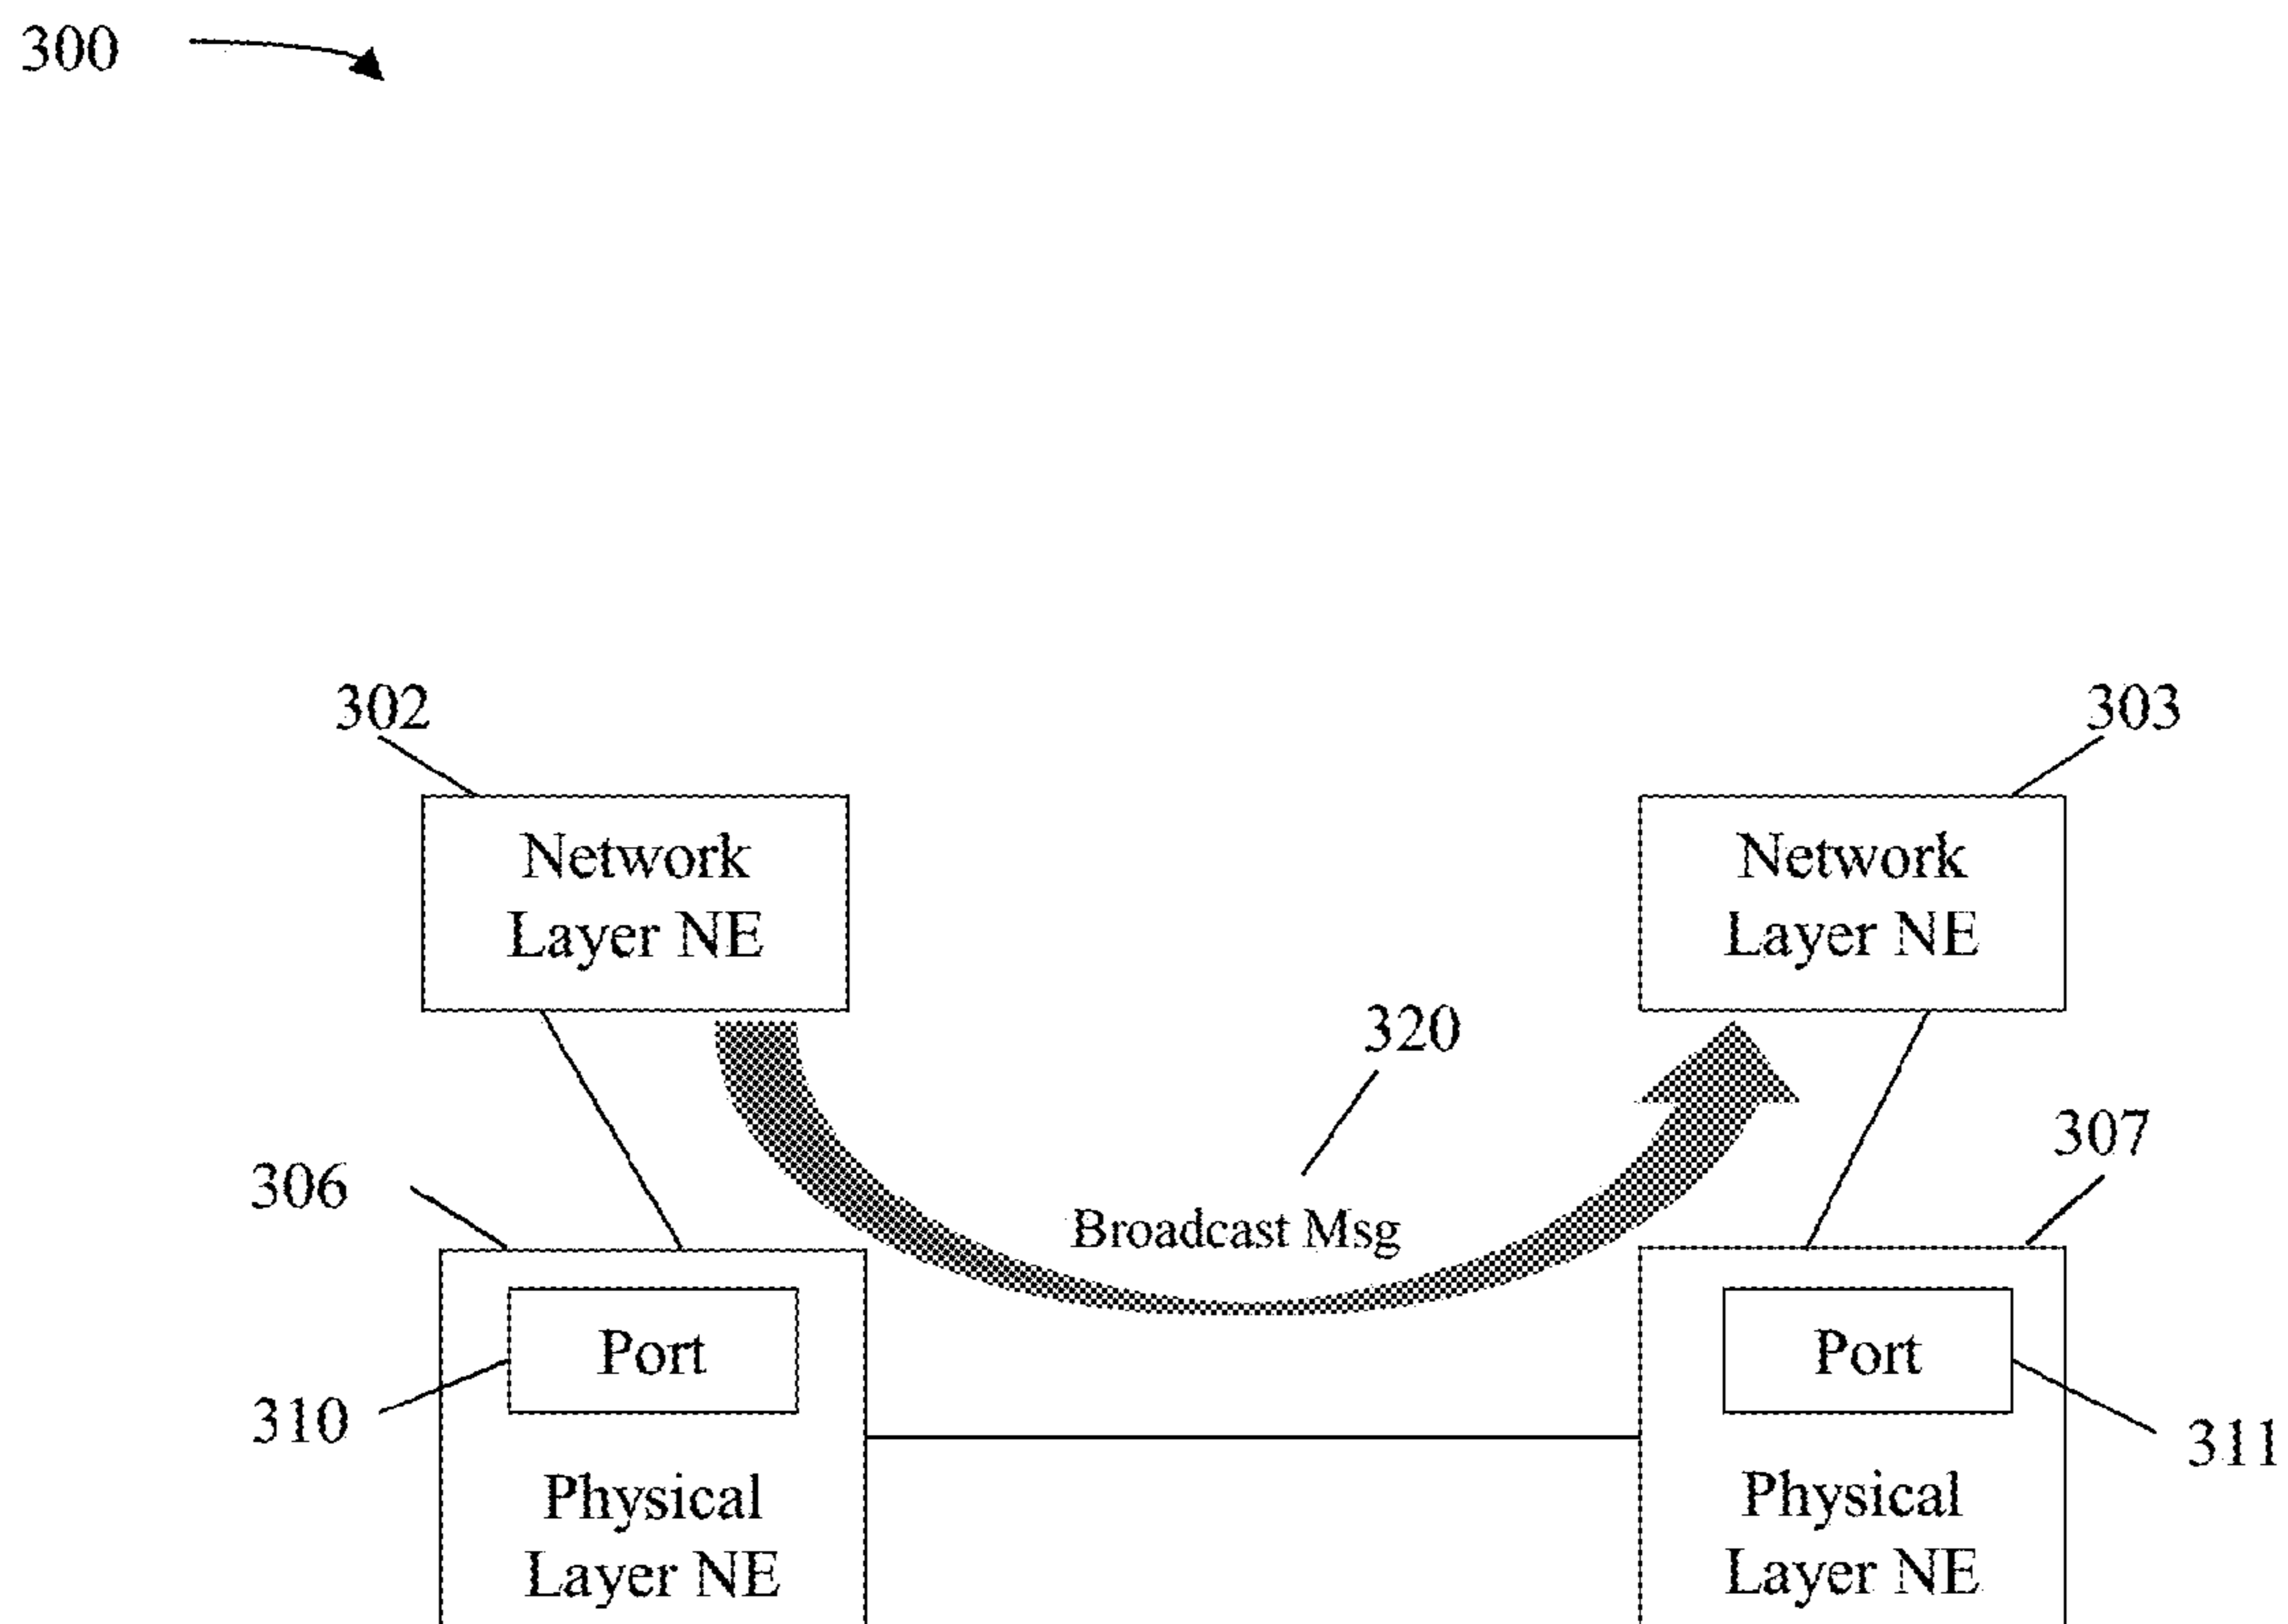 300
302
303
Network
Layer NE
Network
Layer NE
320
307
306
Broadcast Msg
Port
Port
310
311
Physical
Layer NE
Physical
Layer NE